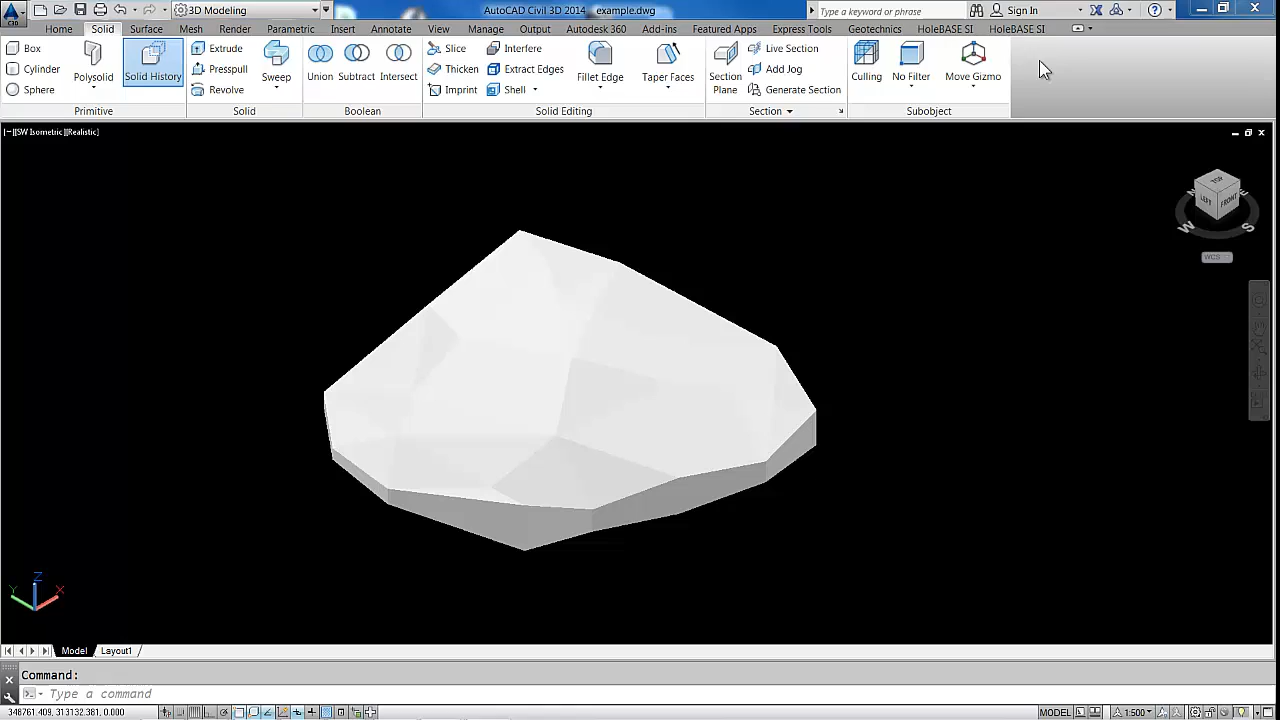 3D Modeling
AutoCAD Civil 3D 2014 example.dwg
Type a keyword or phrase
Sign In
Home Solid Surface Mesh Render Parametric Insert Annotate View Manage Output Autodesk 360 Add-ins Featured Apps Express Tools Geotechnics HoleBASE SI HoleBASE SI
Box
Cylinder
Sphere
Polysolid
Solid History
Extrude
Presspull
Revolve
Sweep
Union
Subtract
Intersect
Slice
Thicken
Imprint
Interfere
Extract Edges
Shell
Fillet Edge
Taper Faces
Section
Plane
Live Section
Add Jog
Generate Section
Culling
No Filter
Move Gizmo
Primitive Solid Boolean Solid Editing Section Subobject
[−][SW Isometric][Realistic]
TOP
LEFT
FRONT
W
S
WCS
Z
Y
X
Model Layout1
Command:
Type a command
348761.409, 313132.381, 0.000
MODEL
1:500